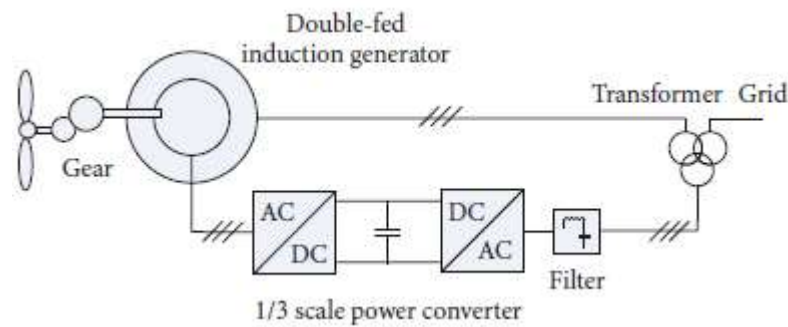 Double-fed
induction generator
Transformer Grid
Gear
AC
DC
DC
AC
Filter
1/3 scale power converter